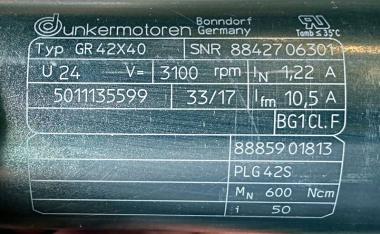 dunkermotoren Bonndorf Germany
Tamb ≤ 35°C
Typ GR 42X40 SNR 88427 06301
U 24 V= 3100 rpm IN 1,22 A
5011135599 33/17 Ifm 10,5 A
BG1 Cl. F
88859 01813
PLG 42S
MN 600 Ncm
i 50